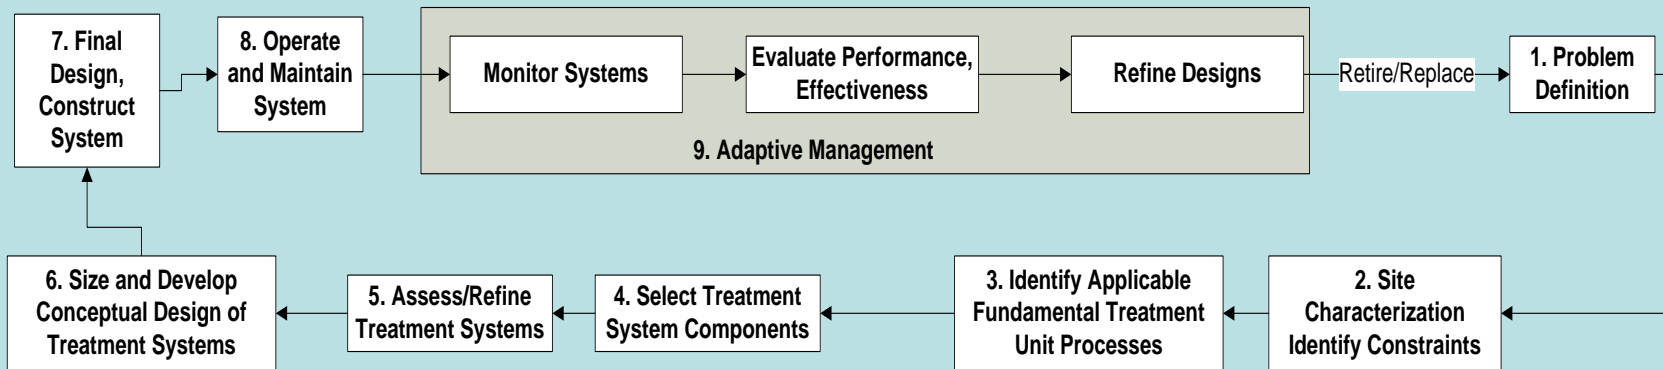 7. Final
Design,
Construct
System
8. Operate
and Maintain
System
Monitor Systems
Evaluate Performance,
Effectiveness
Refine Designs
9. Adaptive Management
Retire/Replace
1. Problem
Definition
6. Size and Develop
Conceptual Design of
Treatment Systems
5. Assess/Refine
Treatment Systems
4. Select Treatment
System Components
3. Identify Applicable
Fundamental Treatment
Unit Processes
2. Site
Characterization
Identify Constraints